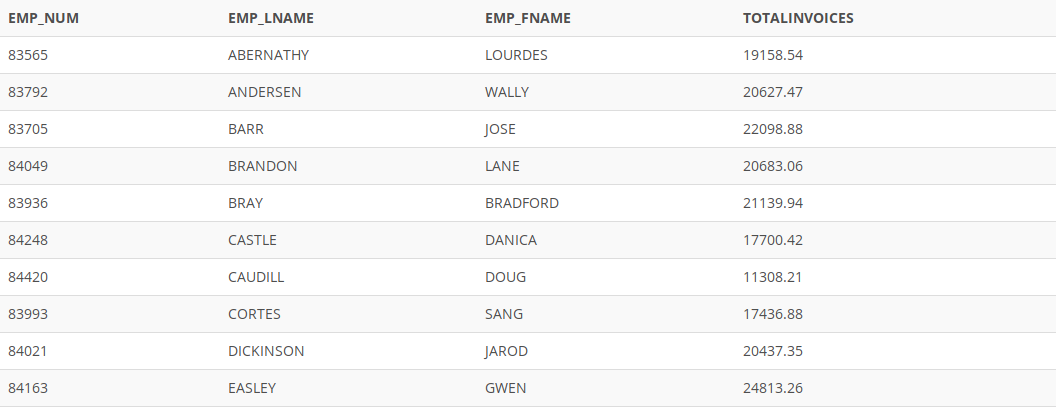 EMP_NUM EMP_LNAME EMP_FNAME TOTALINVOICES
83565 ABERNATHY LOURDES 19158.54
83792 ANDERSEN WALLY 20627.47
83705 BARR JOSE 22098.88
84049 BRANDON LANE 20683.06
83936 BRAY BRADFORD 21139.94
84248 CASTLE DANICA 17700.42
84420 CAUDILL DOUG 11308.21
83993 CORTES SANG 17436.88
84021 DICKINSON JAROD 20437.35
84163 EASLEY GWEN 24813.26